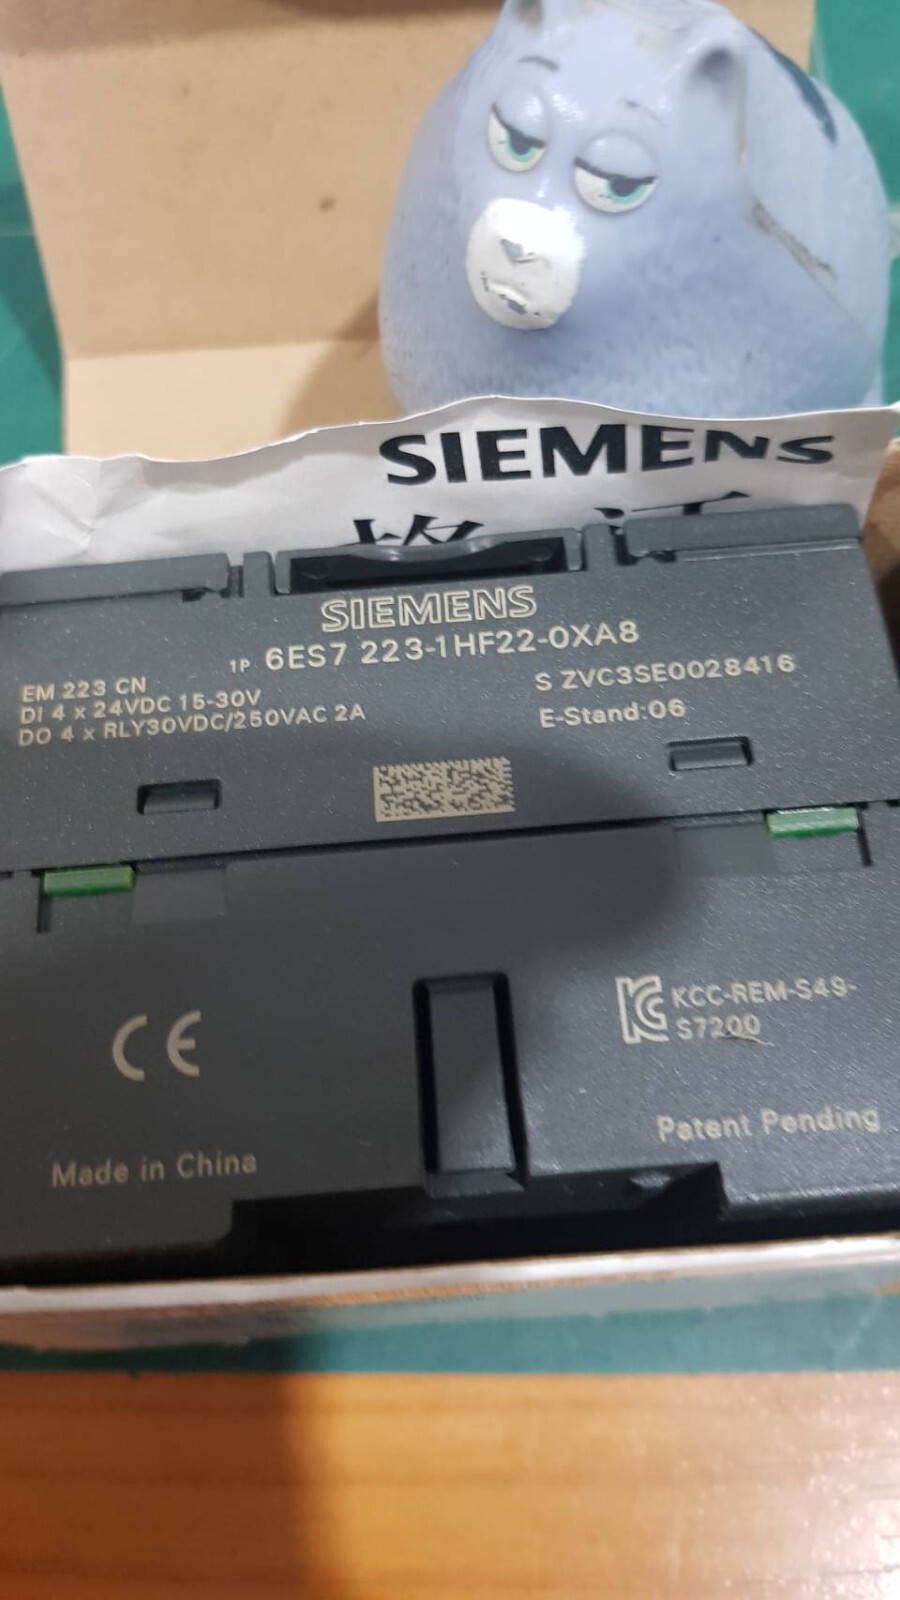 SIEMENS
SIEMENS
1P 6ES7 223-1HF22-0XA8
EM 223 CN
DI 4 x 24VDC 15-30V
DO 4 x RLY30VDC/250VAC 2A
S ZVC3SE0028416
E-Stand:06
CE
KCC-REM-S49-
S7200
Patent Pending
Made in China